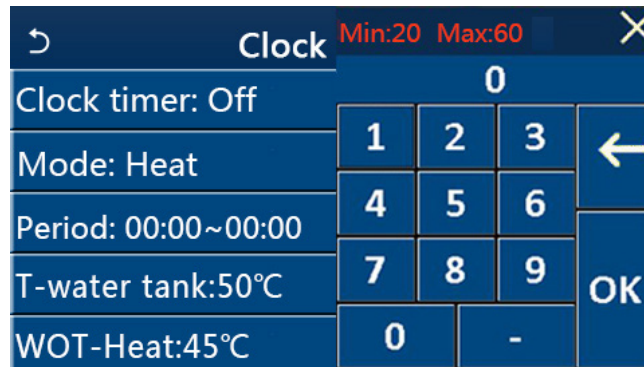 Clock
Clock timer: Off
Mode: Heat
Period: 00:00~00:00
T-water tank:50℃
WOT-Heat:45℃
Min:20 Max:60
0
1 2 3
4 5 6
7 8 9
0 -
OK